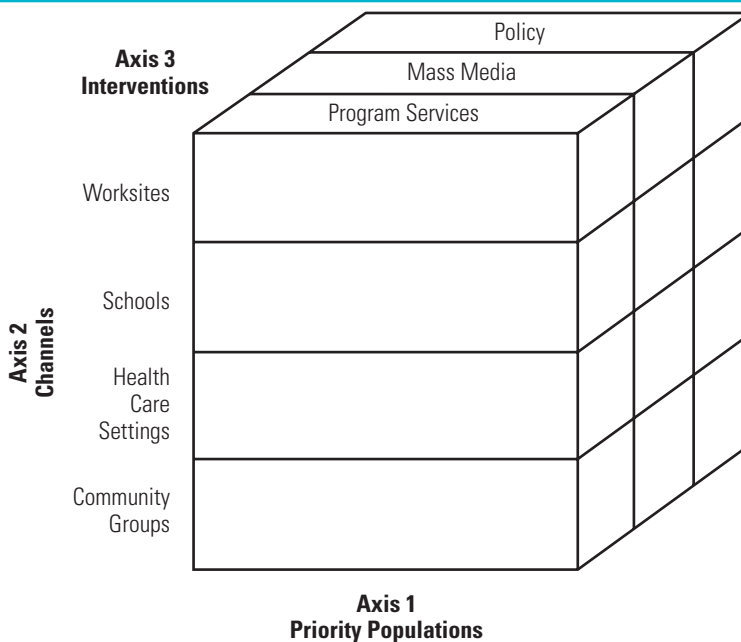 Policy
Axis 3
Interventions
Mass Media
Program Services
Worksites
Schools
Axis 2
Channels
Health
Care
Settings
Community
Groups
Axis 1
Priority Populations